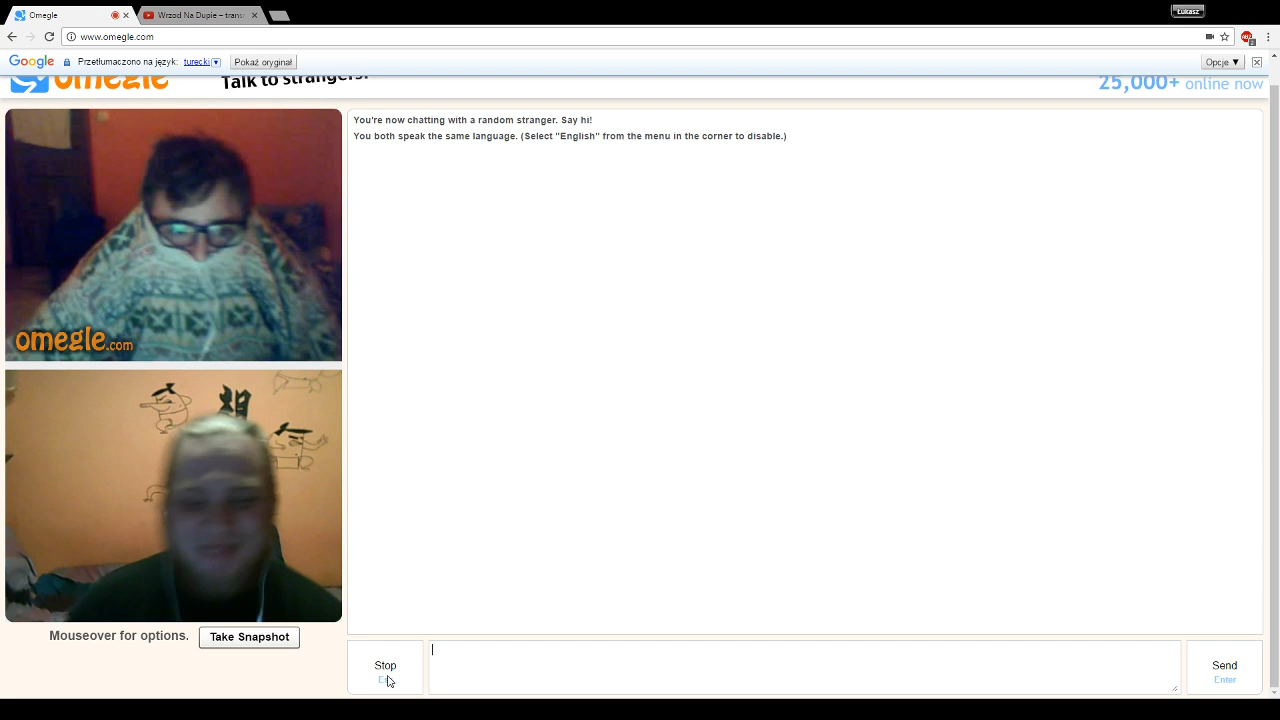 Omegle
Wrzod Na Dupie – trans
Łukasz
www.omegle.com
Google
Przetłumaczono na język: turecki
Pokaż oryginał
Opcje ▼
omegle
Talk to strangers!
25,000+ online now
You're now chatting with a random stranger. Say hi!
You both speak the same language. (Select "English" from the menu in the corner to disable.)
omegle.com
胡
Mouseover for options.
Take Snapshot
Stop
Send
Enter